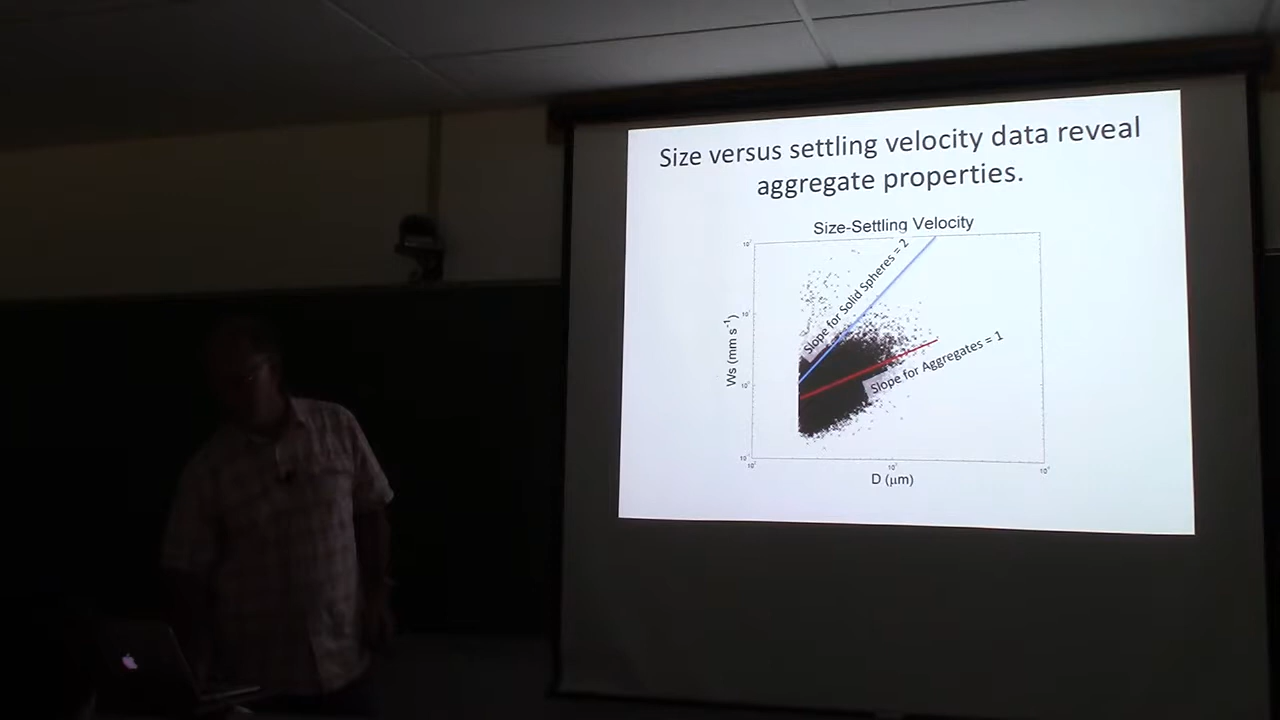 Size versus settling velocity data reveal
aggregate properties.
Size-Settling Velocity
Slope for Solid Spheres = 2
Slope for Aggregates = 1
Ws (mm s⁻¹)
D (μm)